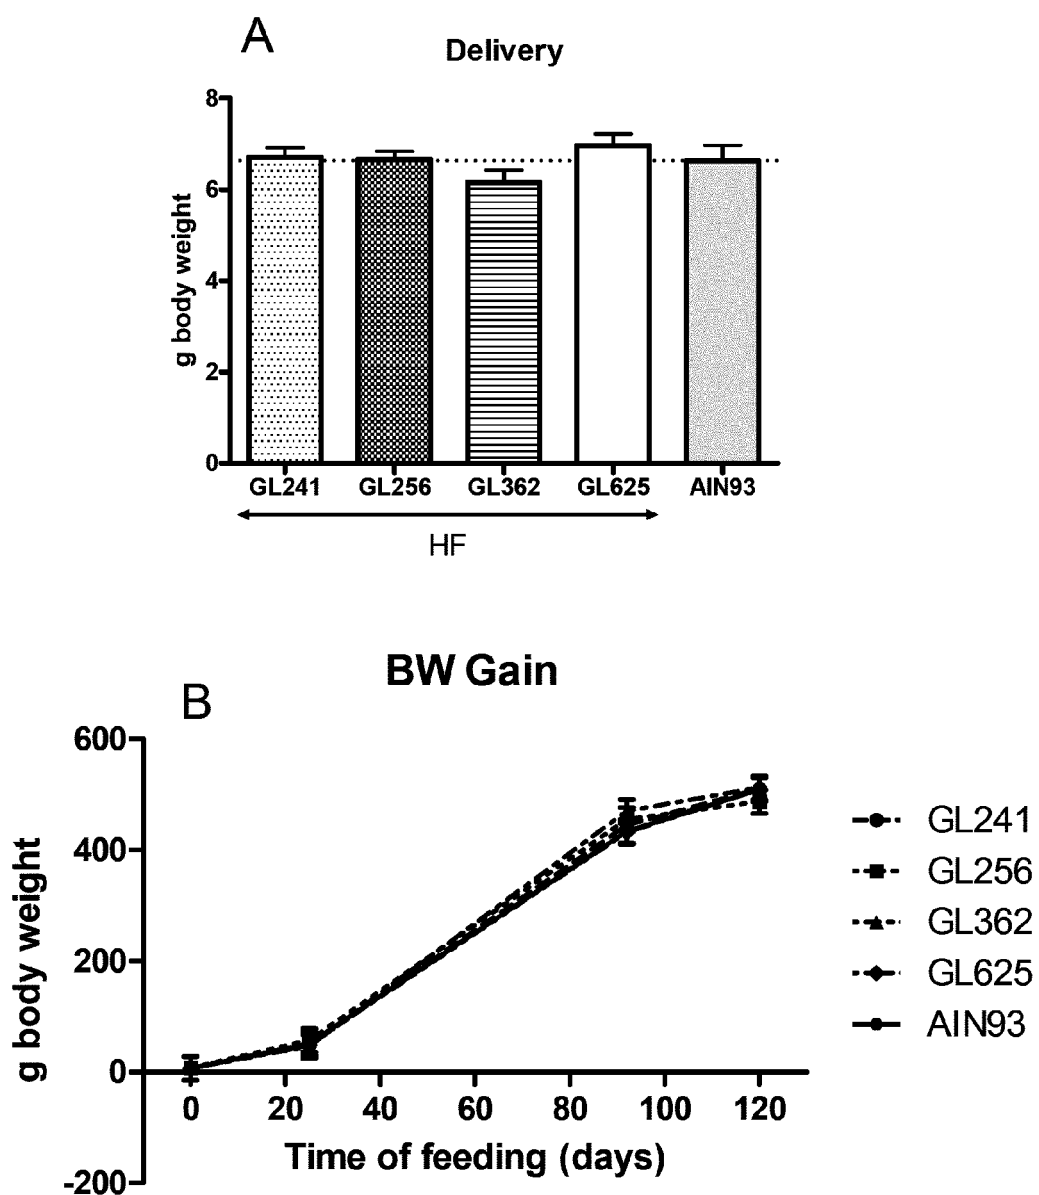 A
Delivery
8
6
4
2
0
g body weight
GL241 GL256 GL362 GL625 AIN93
HF
BW Gain
B
600
400
200
0
-200
g body weight
0 20 40 60 80 100 120
Time of feeding (days)
GL241
GL256
GL362
GL625
AIN93